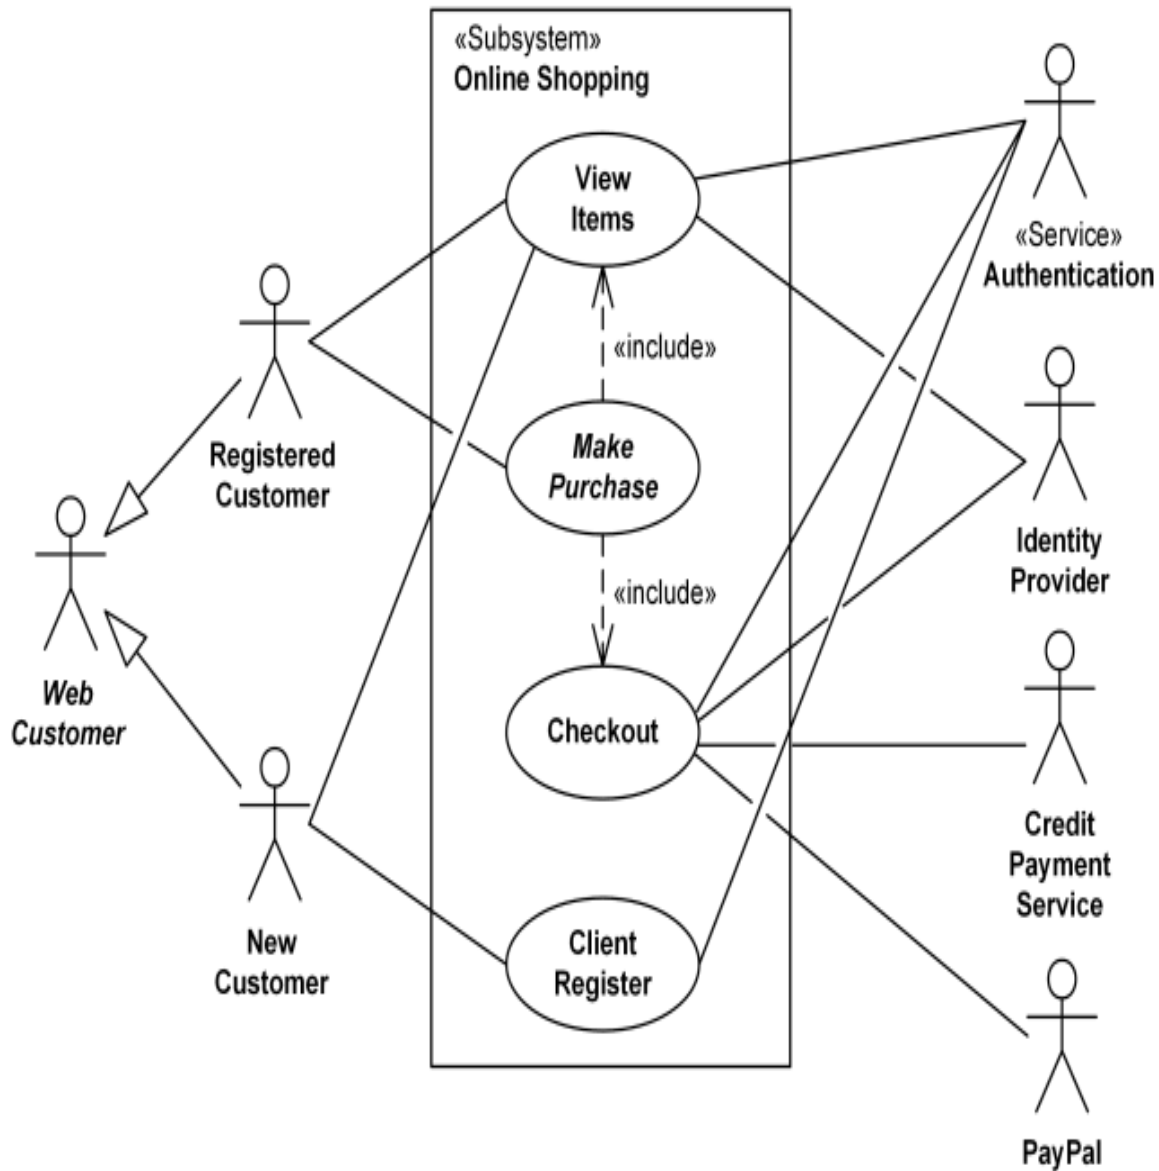 «Subsystem»
Online Shopping
View
Items
«include»
Make
Purchase
«include»
Checkout
Client
Register
Registered
Customer
Web
Customer
New
Customer
«Service»
Authentication
Identity
Provider
Credit
Payment
Service
PayPal